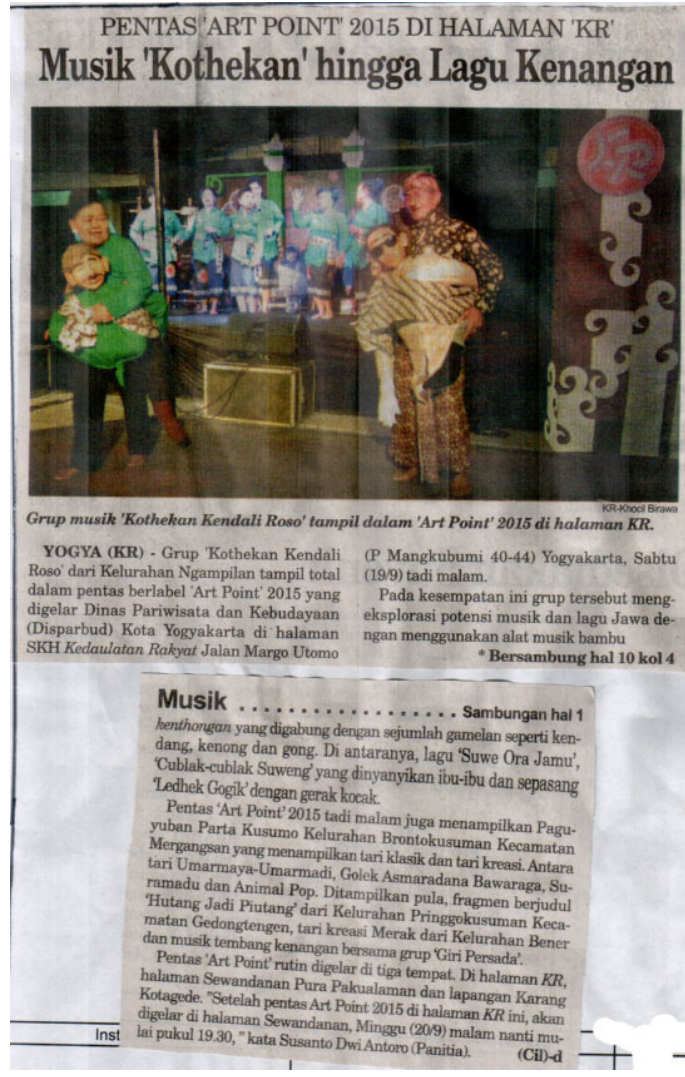 PENTAS 'ART POINT' 2015 DI HALAMAN 'KR'
Musik 'Kothekan' hingga Lagu Kenangan
KR
KR-Khocil Birawa
Grup musik 'Kothekan Kendali Roso' tampil dalam 'Art Point' 2015 di halaman KR.
YOGYA (KR) - Grup 'Kothekan Kendali
Roso' dari Kelurahan Ngampilan tampil total
dalam pentas berlabel 'Art Point' 2015 yang
digelar Dinas Pariwisata dan Kebudayaan
(Disparbud) Kota Yogyakarta di halaman
SKH Kedaulatan Rakyat Jalan Margo Utomo
(P Mangkubumi 40-44) Yogyakarta, Sabtu
(19/9) tadi malam.
Pada kesempatan ini grup tersebut meng-
eksplorasi potensi musik dan lagu Jawa de-
ngan menggunakan alat musik bambu
* Bersambung hal 10 kol 4
Musik . . . . . . . . . . . . . . . . . . Sambungan hal 1
kenthongan yang digabung dengan sejumlah gamelan seperti ken-
dang, kenong dan gong. Di antaranya, lagu 'Suwe Ora Jamu',
'Cublak-cublak Suweng' yang dinyanyikan ibu-ibu dan sepasang
'Ledhek Gogik' dengan gerak kocak.
Pentas 'Art Point' 2015 tadi malam juga menampilkan Pagu-
yuban Parta Kusumo Kelurahan Brontokusuman Kecamatan
Mergangsan yang menampilkan tari klasik dan tari kreasi. Antara
tari Umarmaya-Umarmadi, Golek Asmaradana Bawaraga, Su-
ramadu dan Animal Pop. Ditampilkan pula, fragmen berjudul
'Hutang Jadi Piutang' dari Kelurahan Pringgokusuman Keca-
matan Gedongtengen, tari kreasi Merak dari Kelurahan Bener
dan musik tembang kenangan bersama grup 'Giri Persada'.
Pentas 'Art Point' rutin digelar di tiga tempat. Di halaman KR,
halaman Sewandanan Pura Pakualaman dan lapangan Karang
Kotagede. "Setelah pentas Art Point 2015 di halaman KR ini, akan
digelar di halaman Sewandanan, Minggu (20/9) malam nanti mu-
lai pukul 19.30, " kata Susanto Dwi Antoro (Panitia). (Cil)-d
Inst